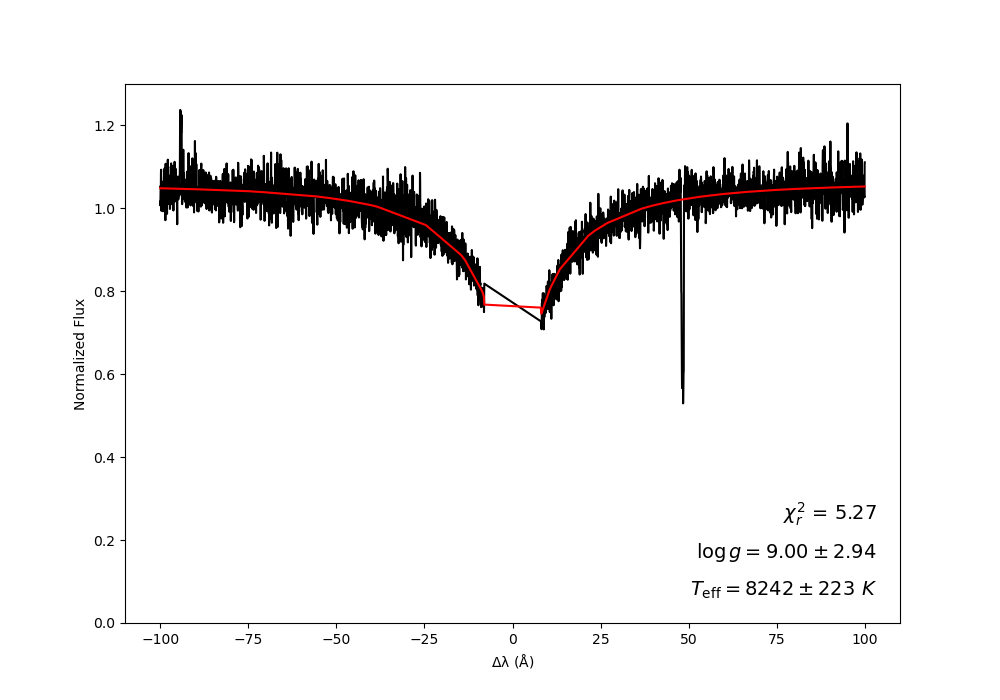 1.2
1.0
0.8
0.6
0.4
0.2
0.0
Normalized Flux
χ²ᵣ = 5.27
log g = 9.00 ± 2.94
T_eff = 8242 ± 223 K
−100 −75 −50 −25 0 25 50 75 100
Δλ (Å)